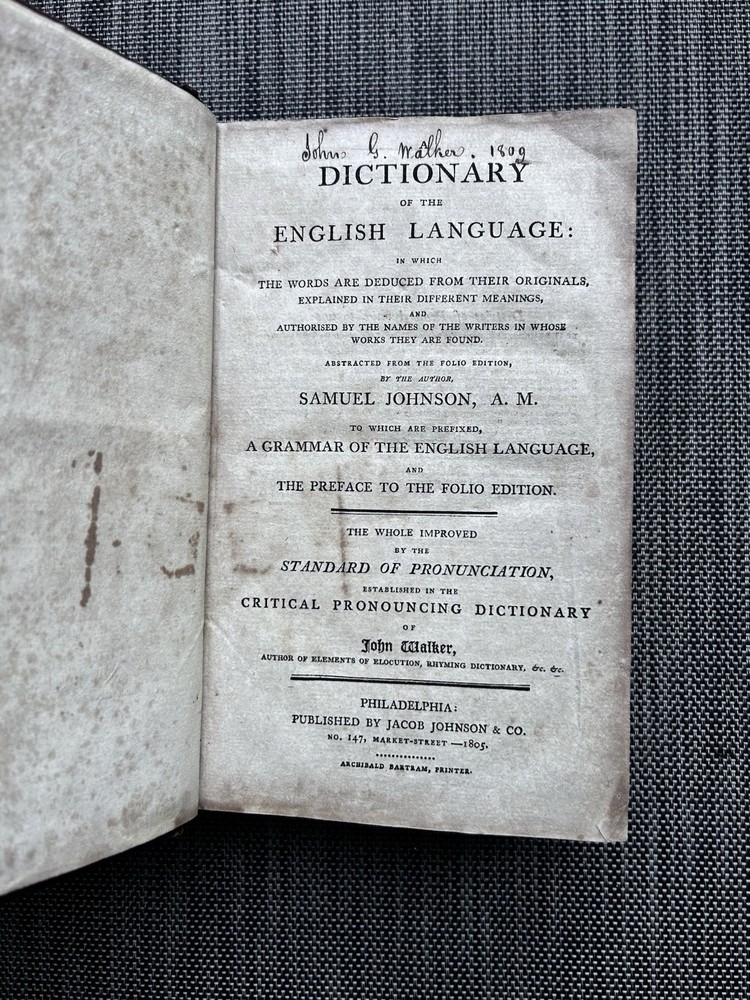 John G. Walker. 1809
DICTIONARY
OF THE
ENGLISH LANGUAGE:
IN WHICH
THE WORDS ARE DEDUCED FROM THEIR ORIGINALS,
EXPLAINED IN THEIR DIFFERENT MEANINGS,
AND
AUTHORISED BY THE NAMES OF THE WRITERS IN WHOSE
WORKS THEY ARE FOUND.
ABSTRACTED FROM THE FOLIO EDITION,
BY THE AUTHOR,
SAMUEL JOHNSON, A. M.
TO WHICH ARE PREFIXED,
A GRAMMAR OF THE ENGLISH LANGUAGE,
AND
THE PREFACE TO THE FOLIO EDITION.
THE WHOLE IMPROVED
BY THE
STANDARD OF PRONUNCIATION,
ESTABLISHED IN THE
CRITICAL PRONOUNCING DICTIONARY
OF
John Walker,
AUTHOR OF ELEMENTS OF ELOCUTION, RHYMING DICTIONARY, &c. &c.
PHILADELPHIA:
PUBLISHED BY JACOB JOHNSON & CO.
NO. 147, MARKET-STREET—1805.
ARCHIBALD BARTRAM, PRINTER.